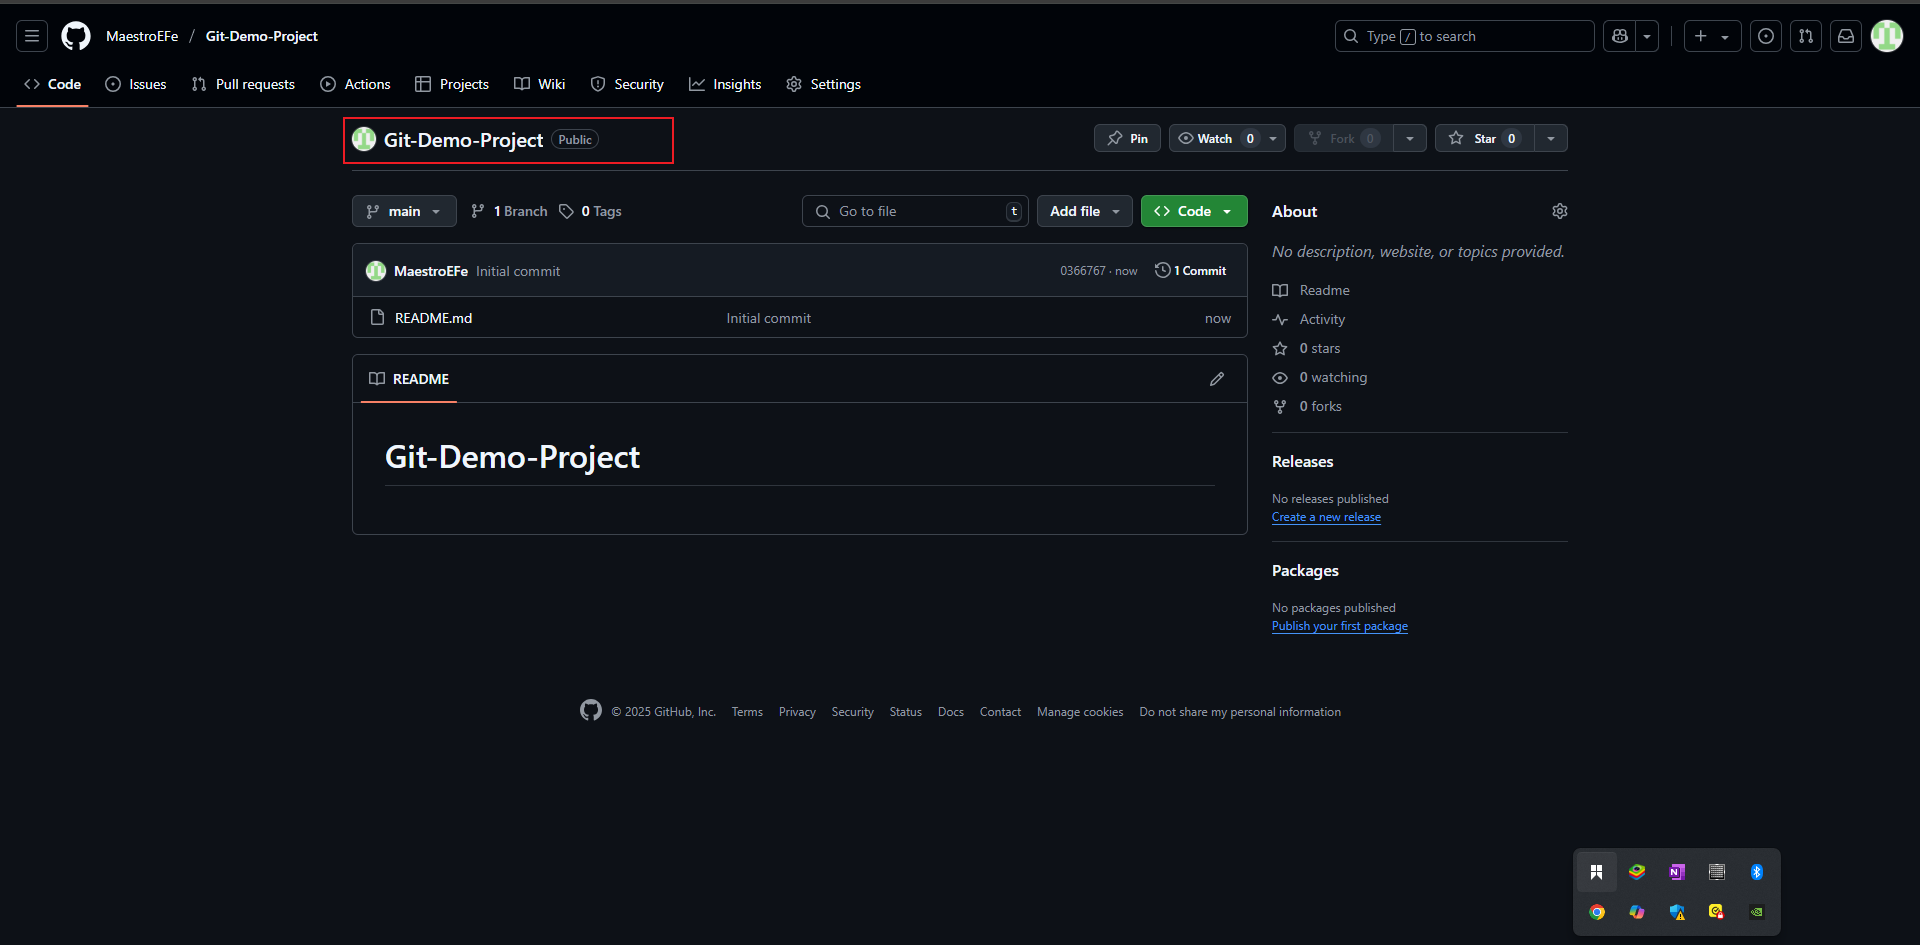 MaestroEFe / Git-Demo-Project
Type / to search
Code Issues Pull requests Actions Projects Wiki Security Insights Settings
Git-Demo-Project Public
Pin Watch 0 Fork 0 Star 0
main 1 Branch 0 Tags
Go to file t Add file Code
MaestroEFe Initial commit 0366767 · now 1 Commit
README.md Initial commit now
README
Git-Demo-Project
About
No description, website, or topics provided.
Readme
Activity
0 stars
0 watching
0 forks
Releases
No releases published
Create a new release
Packages
No packages published
Publish your first package
© 2025 GitHub, Inc. Terms Privacy Security Status Docs Contact Manage cookies Do not share my personal information
N